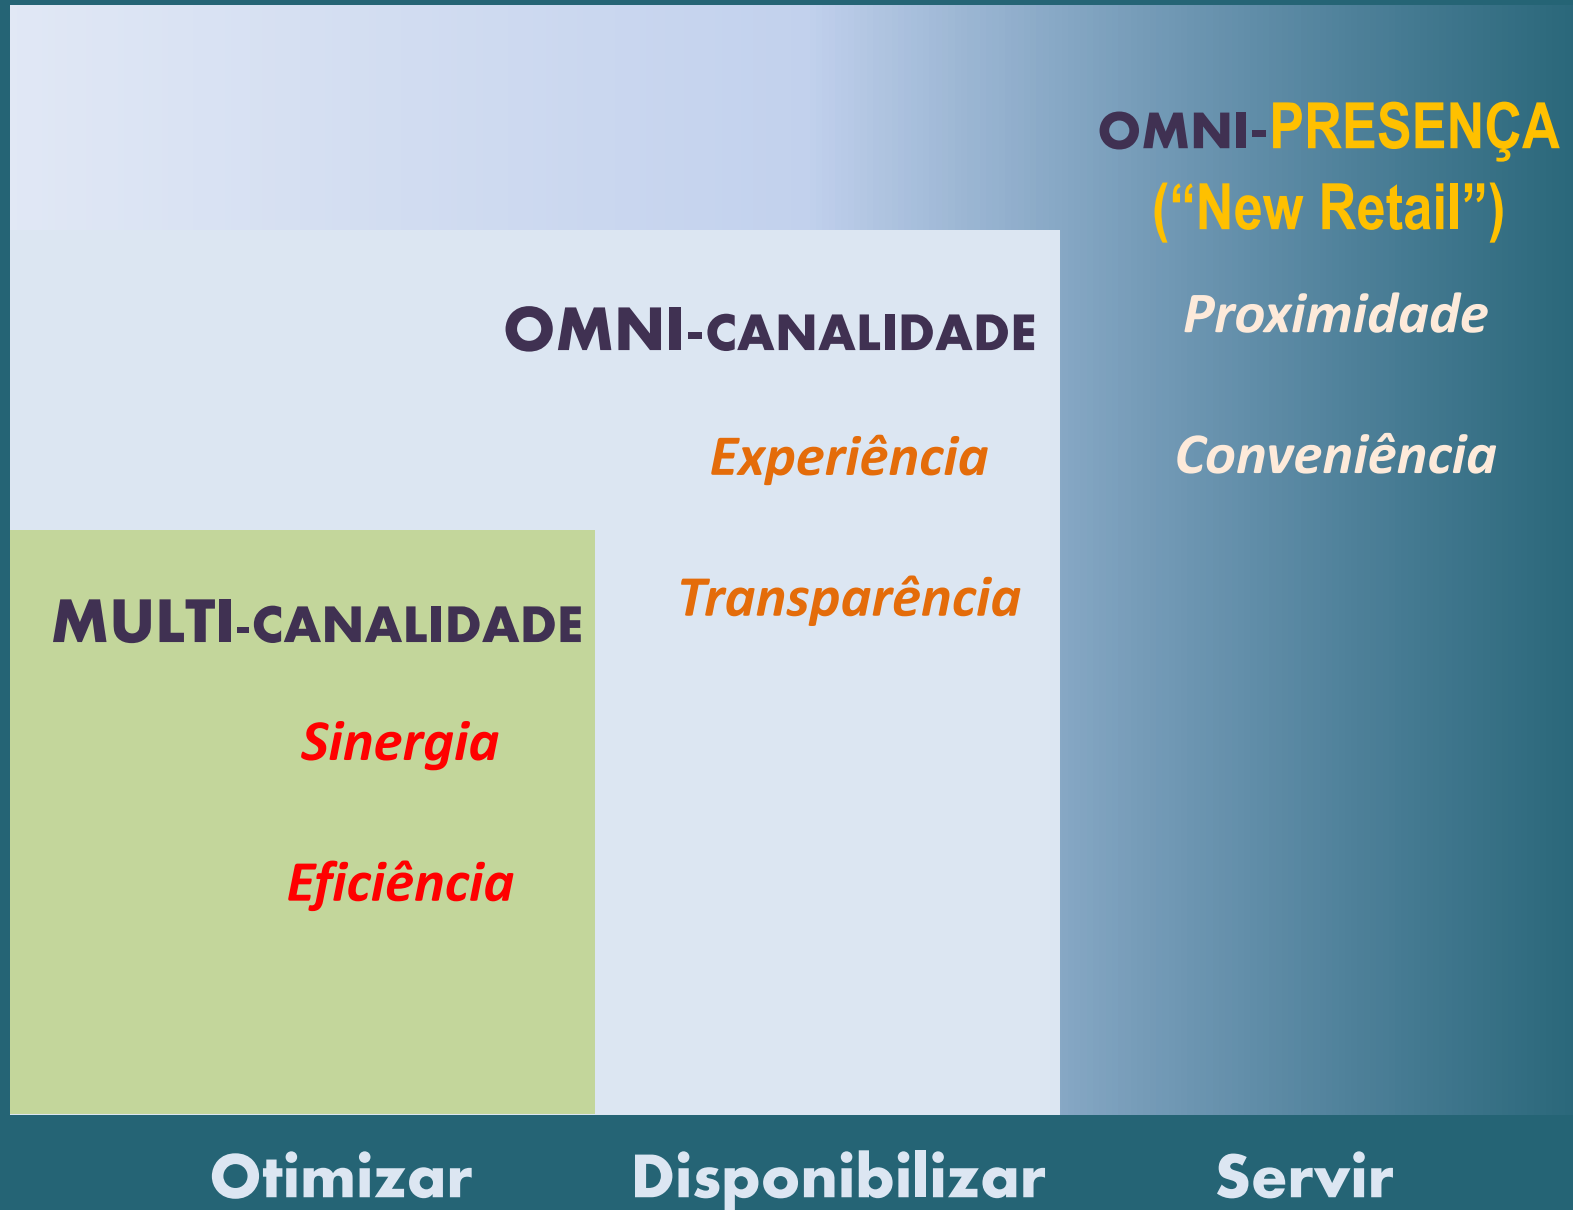 OMNI-PRESENÇA
(“New Retail”)
Proximidade
Conveniência
OMNI-CANALIDADE
Experiência
Transparência
MULTI-CANALIDADE
Sinergia
Eficiência
Otimizar
Disponibilizar
Servir